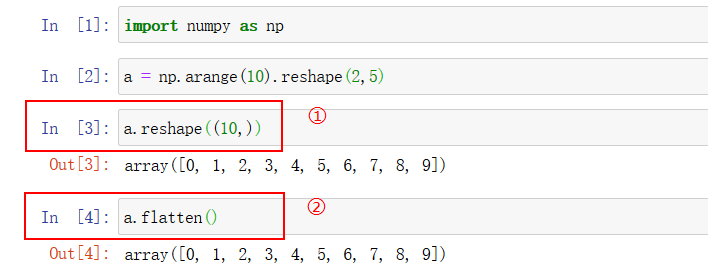 In [1]: import numpy as np
In [2]: a = np.arange(10).reshape(2,5)
In [3]: a.reshape((10,)) ①
Out[3]: array([0, 1, 2, 3, 4, 5, 6, 7, 8, 9])
In [4]: a.flatten() ②
Out[4]: array([0, 1, 2, 3, 4, 5, 6, 7, 8, 9])